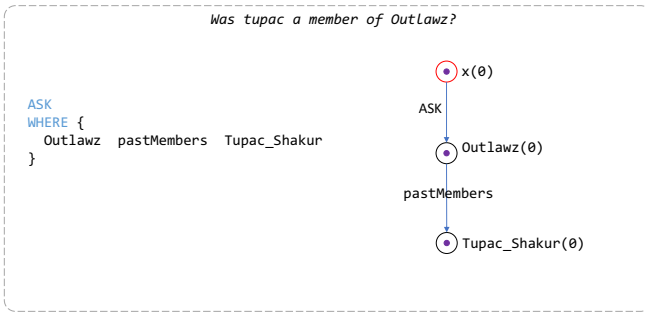 Was tupac a member of Outlawz?
ASK
WHERE {
Outlawz pastMembers Tupac_Shakur
}
x(0)
ASK
Outlawz(0)
pastMembers
Tupac_Shakur(0)